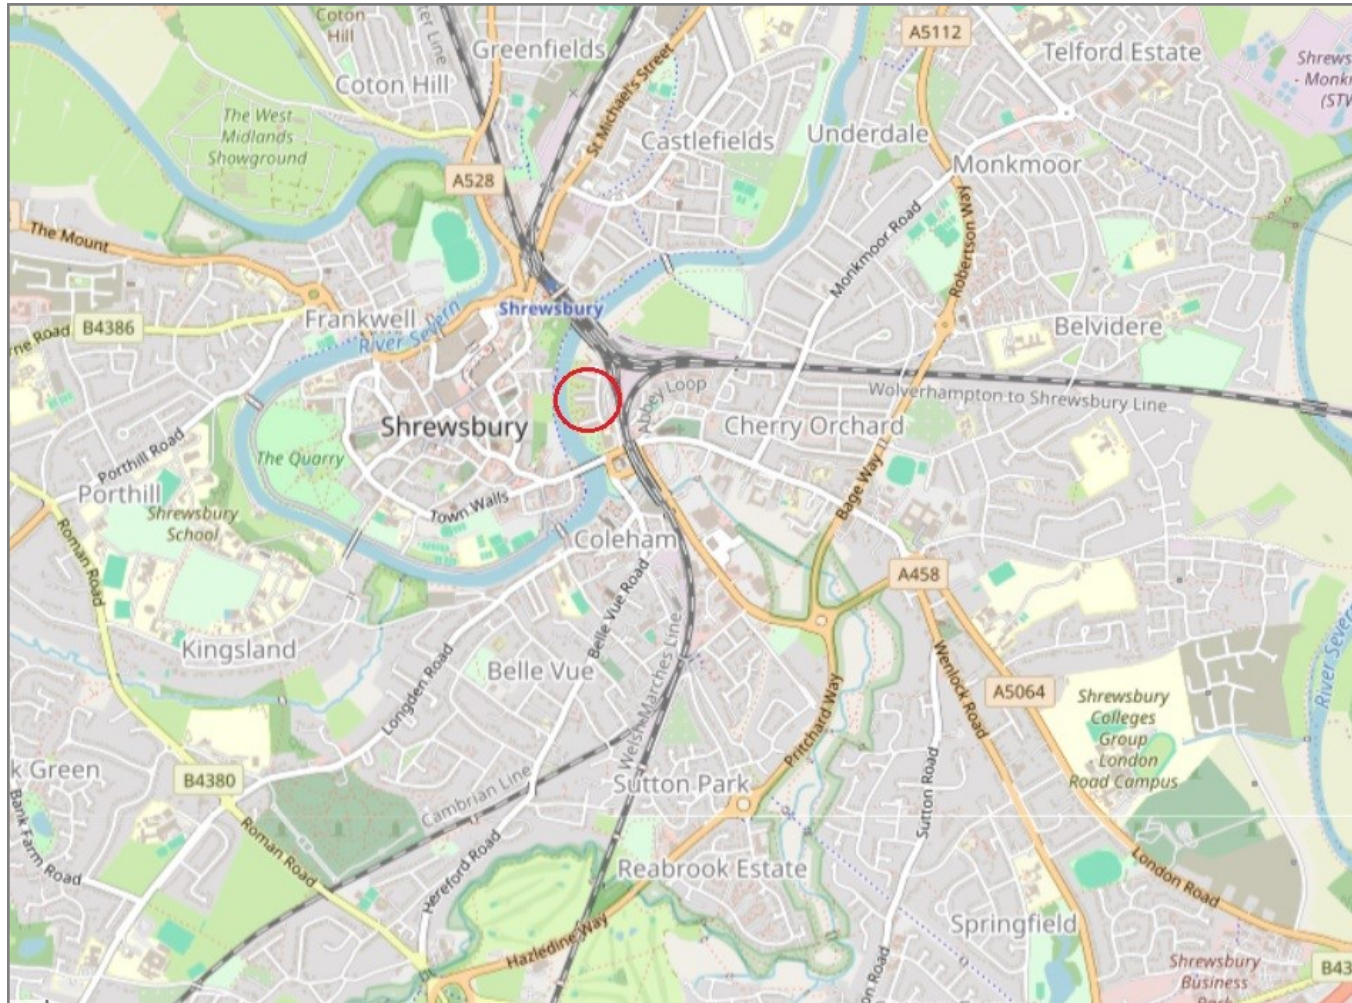 Coton
Hill
Greenfields
A5112
Telford Estate
Coton Hill
St Michael's Street
Castlefields
Underdale
Monkmoor
The West
Midlands
Showground
A528
The Mount
Monkmoor Road
Robertson Way
Frankwell
River Severn
Shrewsbury
B4386
Belvidere
Abbey Loop
Wolverhampton to Shrewsbury Line
Shrewsbury
Cherry Orchard
The Quarry
Porthill Road
Porthill
Shrewsbury
School
Town Walls
Bage Way
Roman Road
Coleham
A458
Belle Vue Road
Kingsland
Longden Road
Belle Vue
Welsh Marches Line
Wenlock Road
A5064
Shrewsbury
Colleges
Group
London
Road Campus
River Severn
Pritchard Way
k Green
B4380
Cambrian Line
Sutton Park
Sutton Road
Bank Farm Road
Roman Road
Hereford Road
Reabrook Estate
London Road
Hazledine Way
Springfield
Shrewsbury
Business
B43